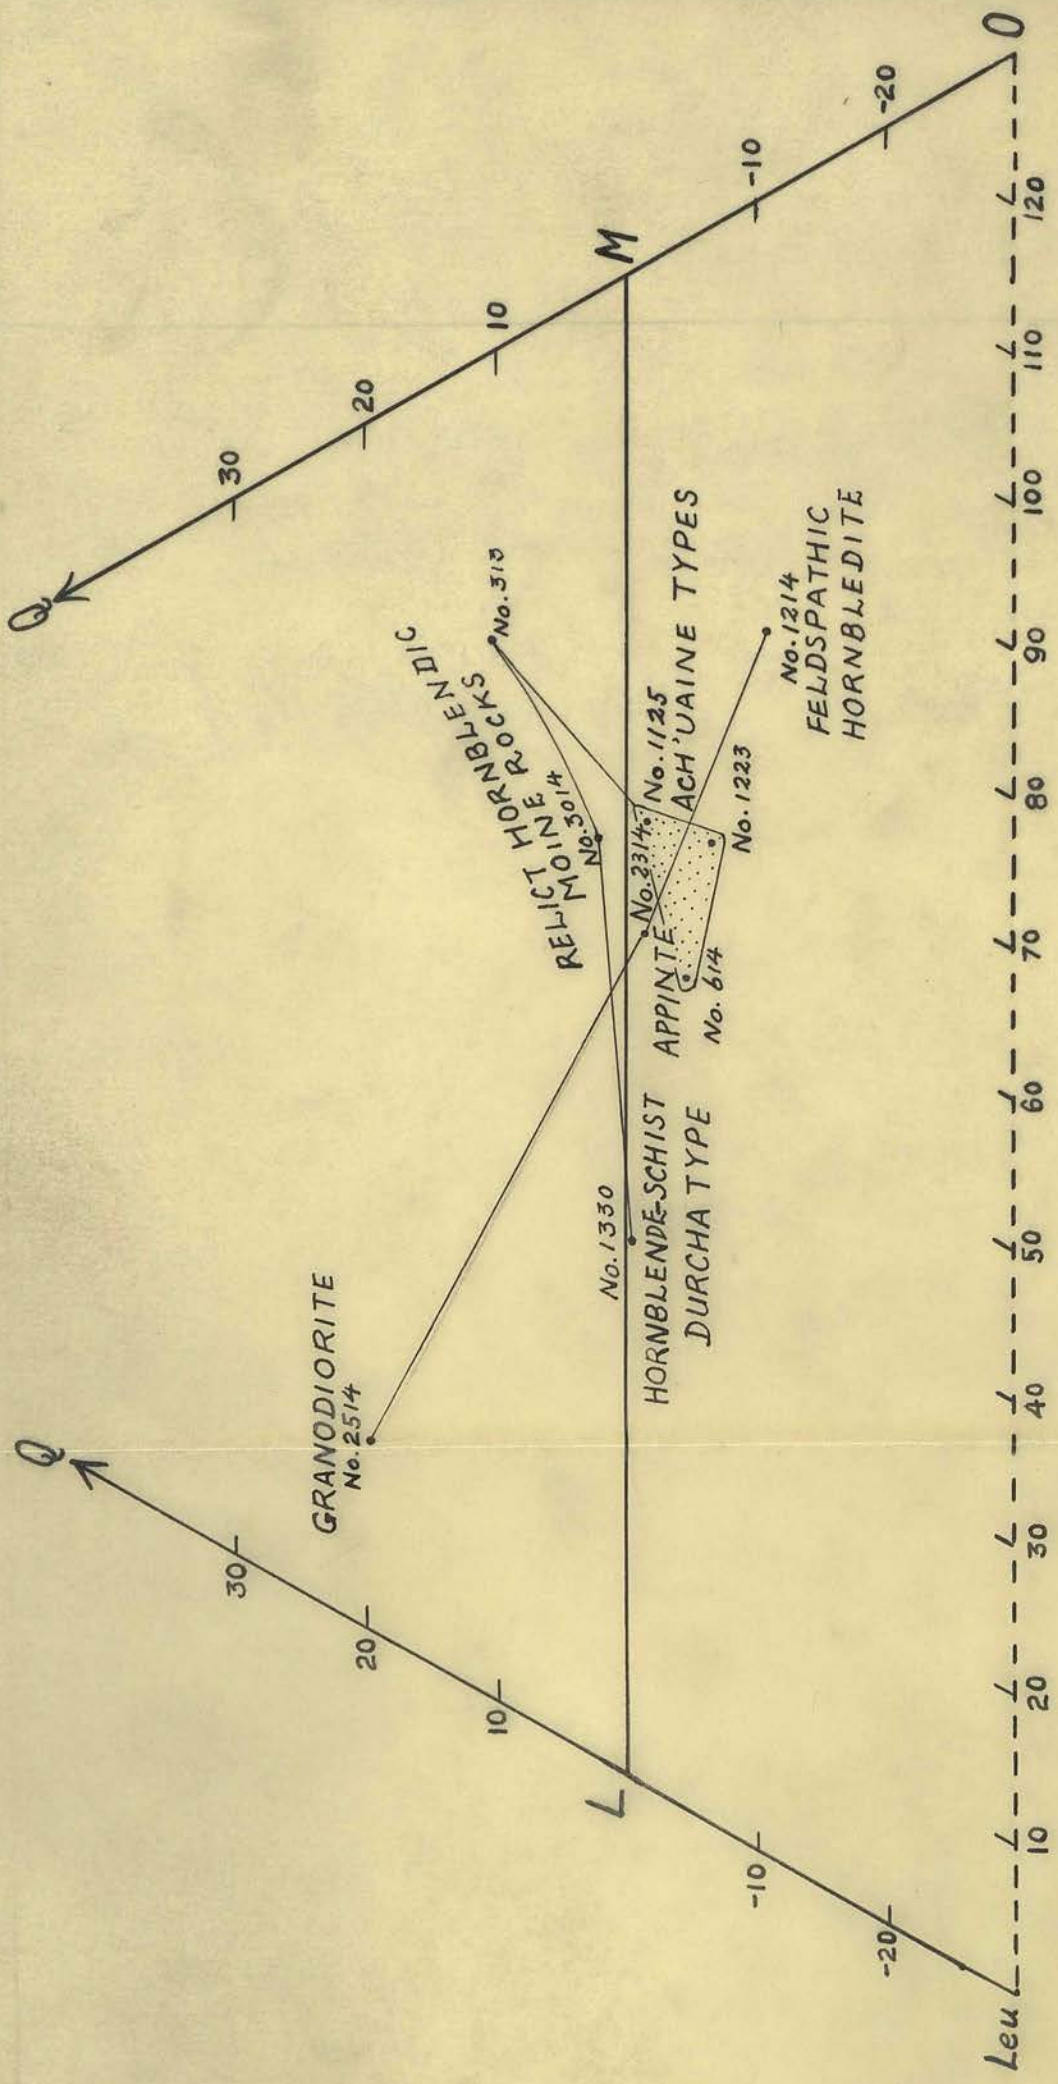 Q
Q
30
20
10
L
-10
-20
Leu
30
20
10
M
-10
-20
O
GRANODIORITE
No. 2514
RELICT HORNBLENDIC
MOINE ROCKS
No. 3014
No. 313
No. 1330
HORNBLENDE-SCHIST
DURCHA TYPE
APPINTE
No. 2314
No. 1125
ACH'UAINE TYPES
No. 614
No. 1223
No. 1214
FELDSPATHIC
HORNBLEDITE
10 20 30 40 50 60 70 80 90 100 110 120